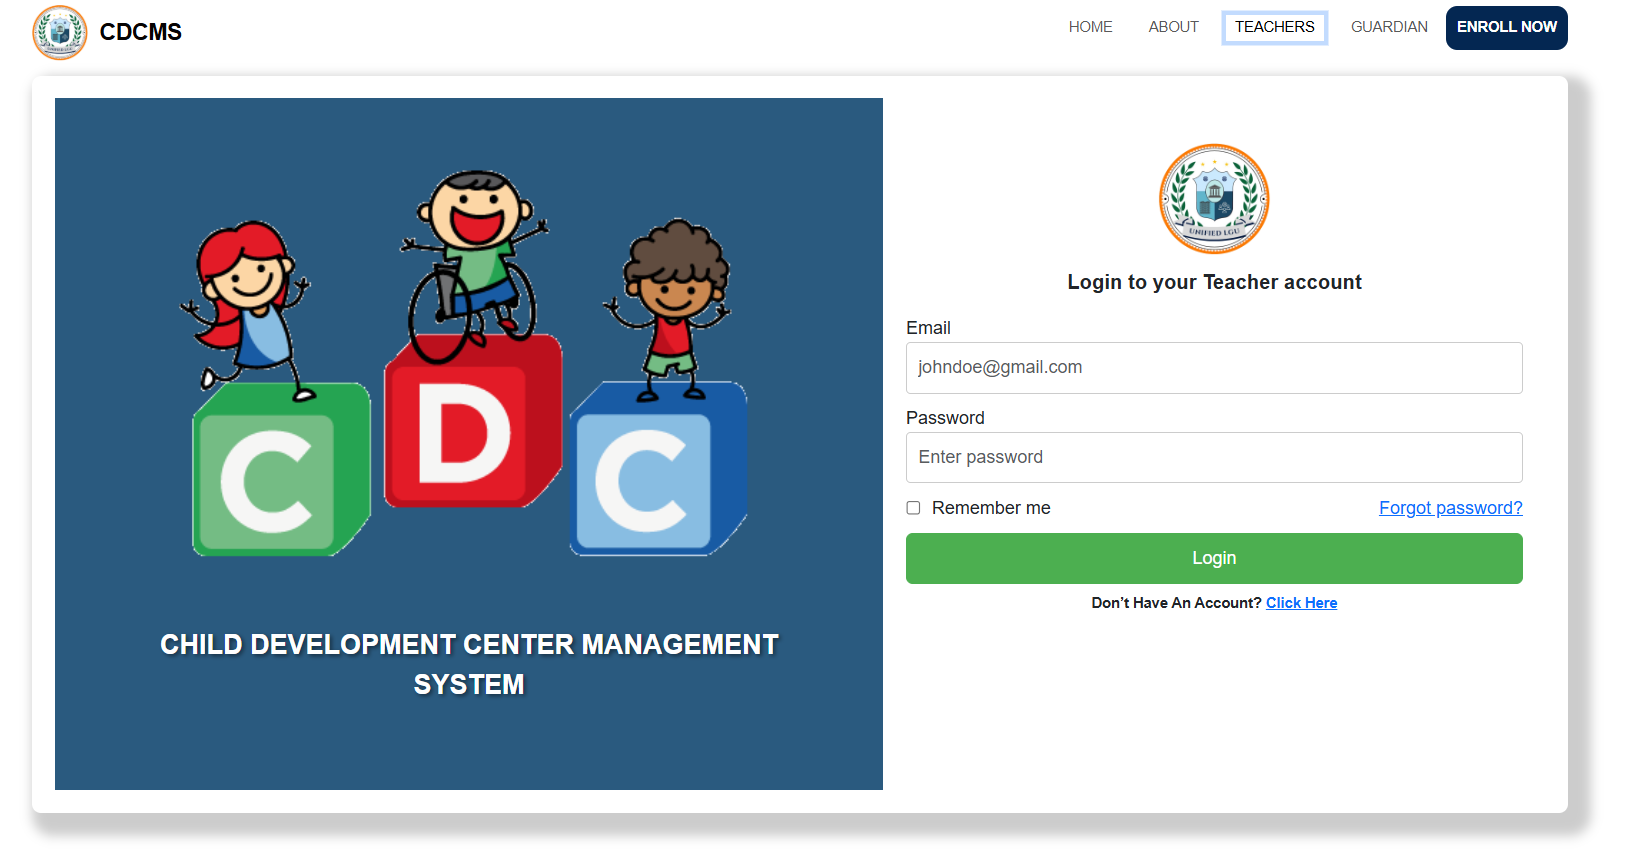 CDCMS
HOME
ABOUT
TEACHERS
GUARDIAN
ENROLL NOW
C
D
C
CHILD DEVELOPMENT CENTER MANAGEMENT
SYSTEM
UNIFIED LGU
Login to your Teacher account
Email
johndoe@gmail.com
Password
Enter password
Remember me
Forgot password?
Login
Don’t Have An Account? Click Here